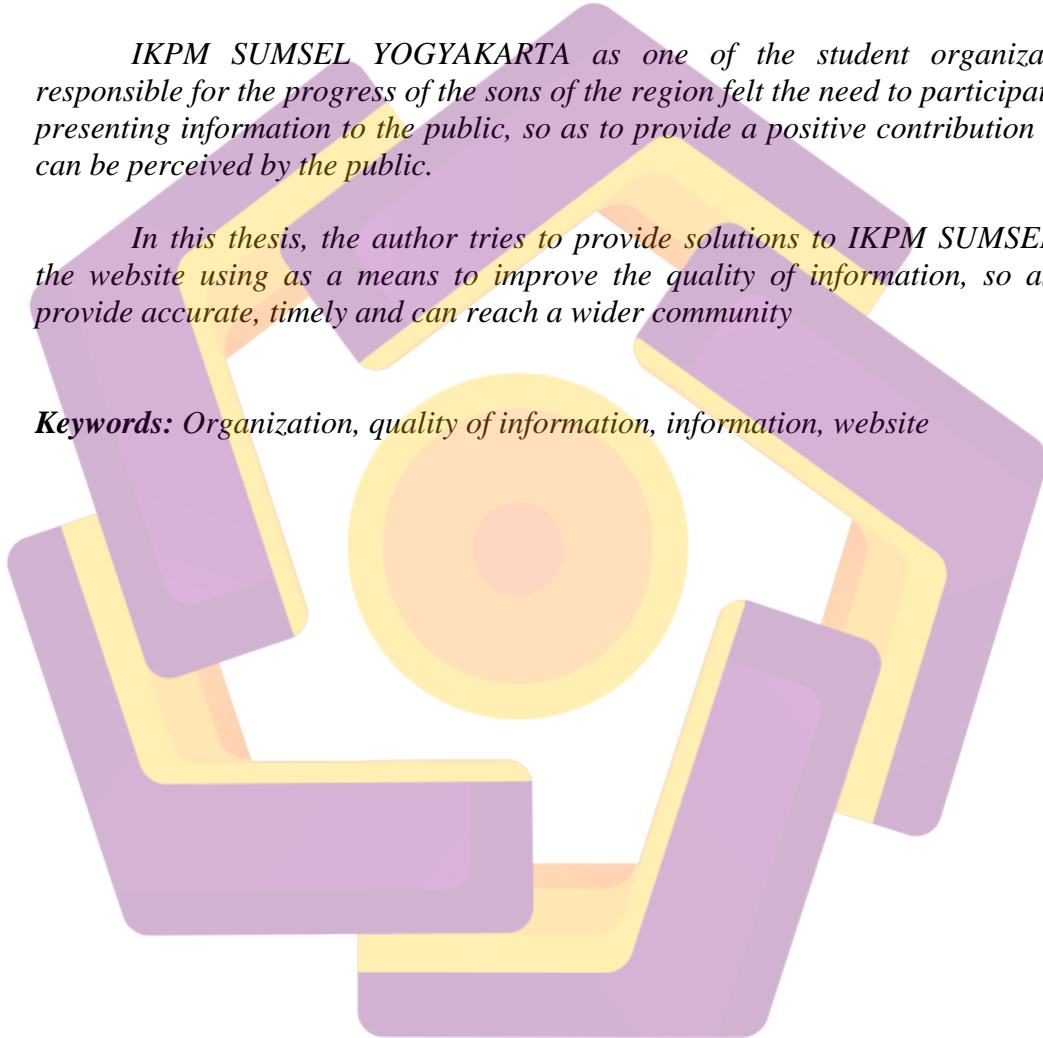 IKPM SUMSEL YOGYAKARTA as one of the student organiza
responsible for the progress of the sons of the region felt the need to participat
presenting information to the public, so as to provide a positive contribution
can be perceived by the public.
In this thesis, the author tries to provide solutions to IKPM SUMSEL
the website using as a means to improve the quality of information, so a
provide accurate, timely and can reach a wider community
Keywords: Organization, quality of information, information, website